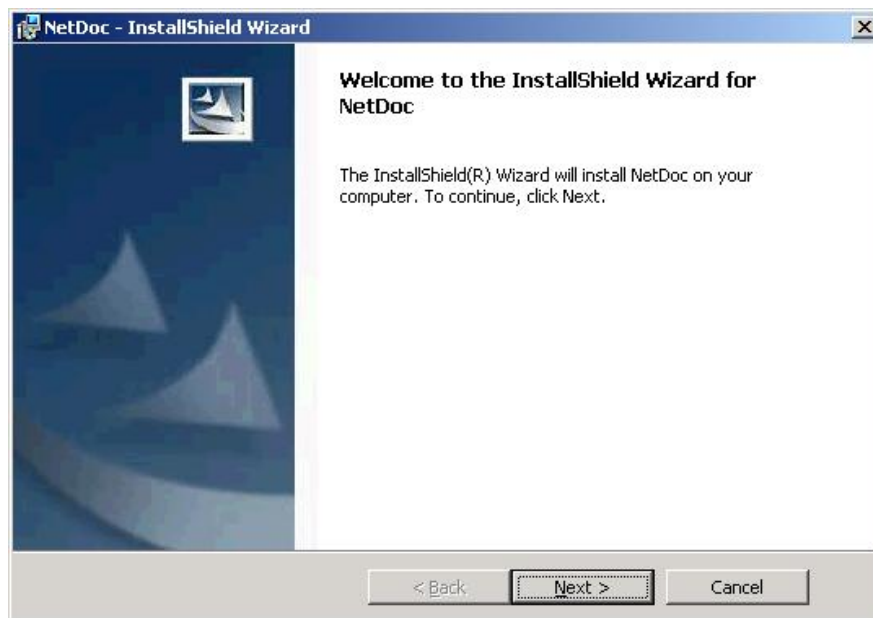 NetDoc - InstallShield Wizard
Welcome to the InstallShield Wizard for
NetDoc
The InstallShield(R) Wizard will install NetDoc on your
computer. To continue, click Next.
< Back
Next >
Cancel